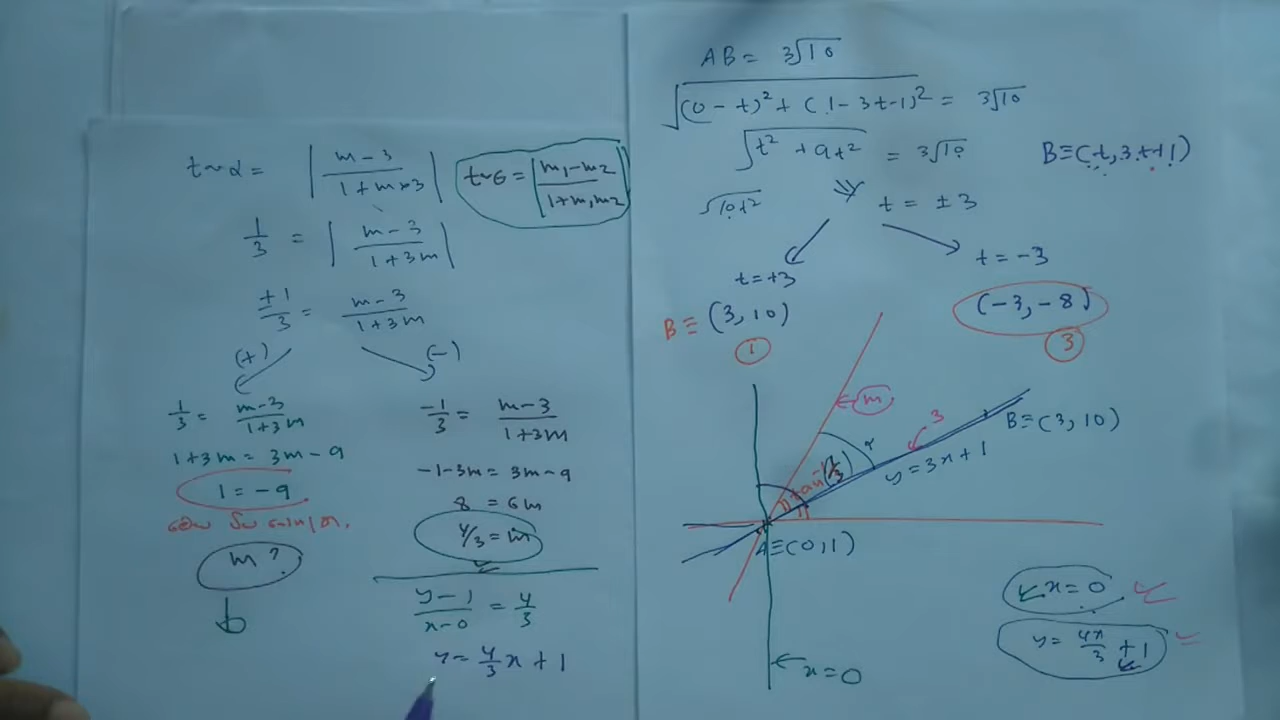 t~α = |m-3/1+m×3|
t~θ = |m₁-m₂/1+m₁m₂|
1/3 = |m-3/1+3m|
±1/3 = m-3/1+3m
(+)
(-)
1/3 = m-3/1+3m
1+3m = 3m-9
1 = -9
m?
-1/3 = m-3/1+3m
-1-3m = 3m-9
8 = 6m
4/3 = m
y-1/x-0 = 4/3
y = 4/3x + 1
AB = 3√10
√(0-t)²+(1-3t-1)² = 3√10
√t²+9t² = 3√10
B≡(t,3t+1)
√10t²
⇒ t = ±3
t=+3
B≡(3,10)
1
t=-3
(-3,-8)
3
m
3
α
B≡(3,10)
y=3x+1
tan⁻¹(1/3)
A≡(0,1)
x=0
x=0
y=4x/3+1